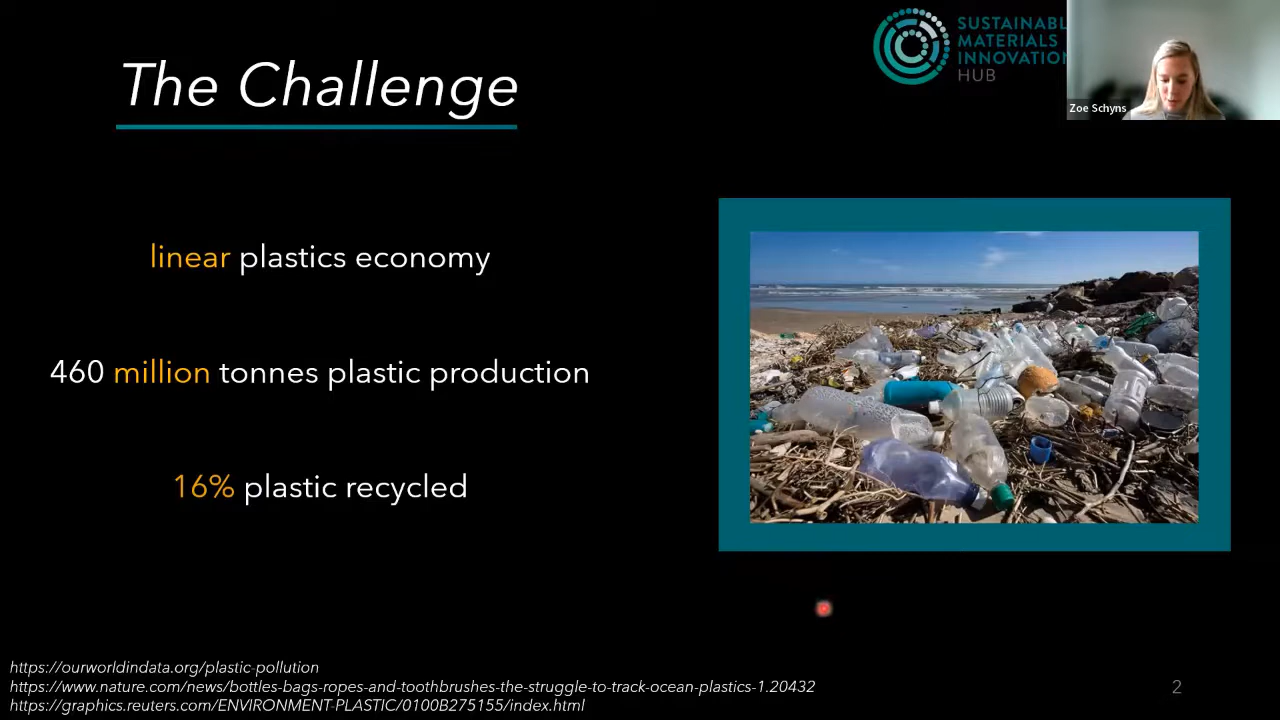 The Challenge
SUSTAINABL
MATERIALS
INNOVATION
HUB
Zoe Schyns
linear plastics economy
460 million tonnes plastic production
16% plastic recycled
https://ourworldindata.org/plastic-pollution
https://www.nature.com/news/bottles-bags-ropes-and-toothbrushes-the-struggle-to-track-ocean-plastics-1.20432
https://graphics.reuters.com/ENVIRONMENT-PLASTIC/0100B275155/index.html
2